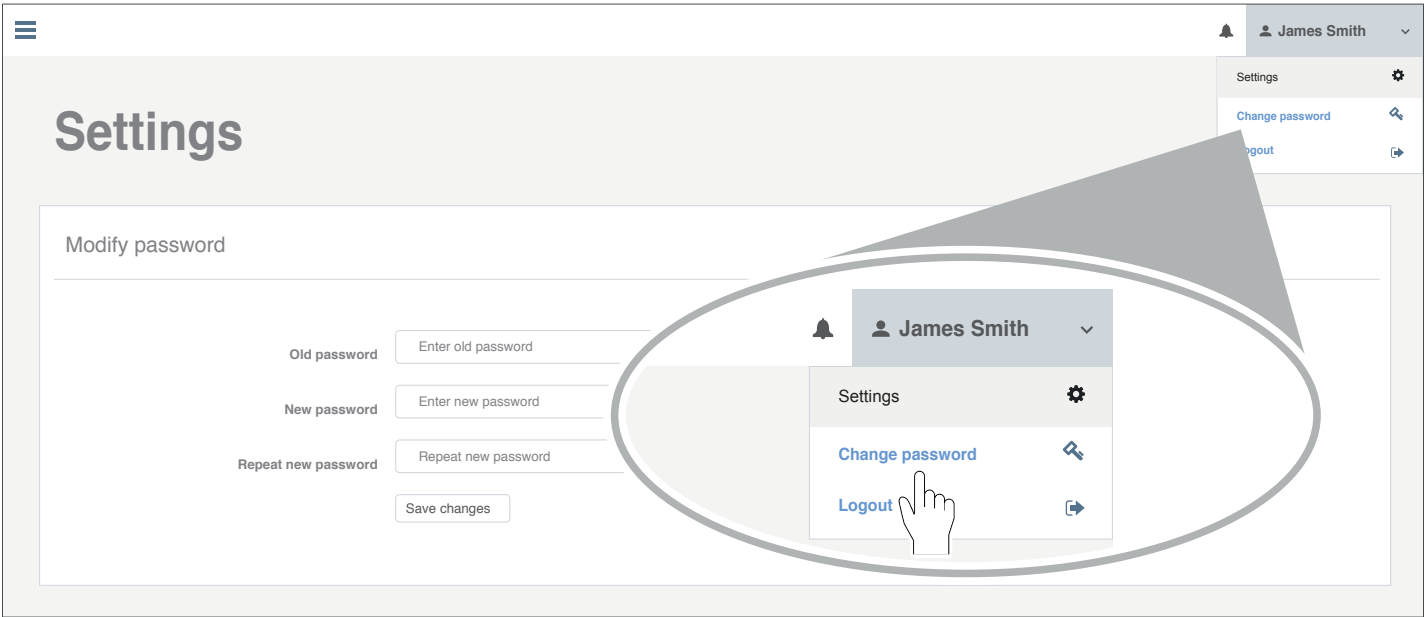 James Smith
Settings
Change password
ogout
Settings
Modify password
Old password Enter old password
New password Enter new password
Repeat new password Repeat new password
Save changes
James Smith
Settings
Change password
Logout